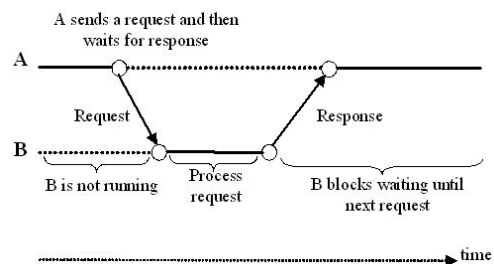 A sends a request and then
waits for response
A
Request
Response
B
B is not running
Process
request
B blocks waiting until
next request
time